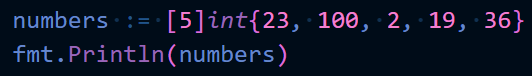 numbers := [5]int{23, 100, 2, 19, 36}
fmt.Println(numbers)